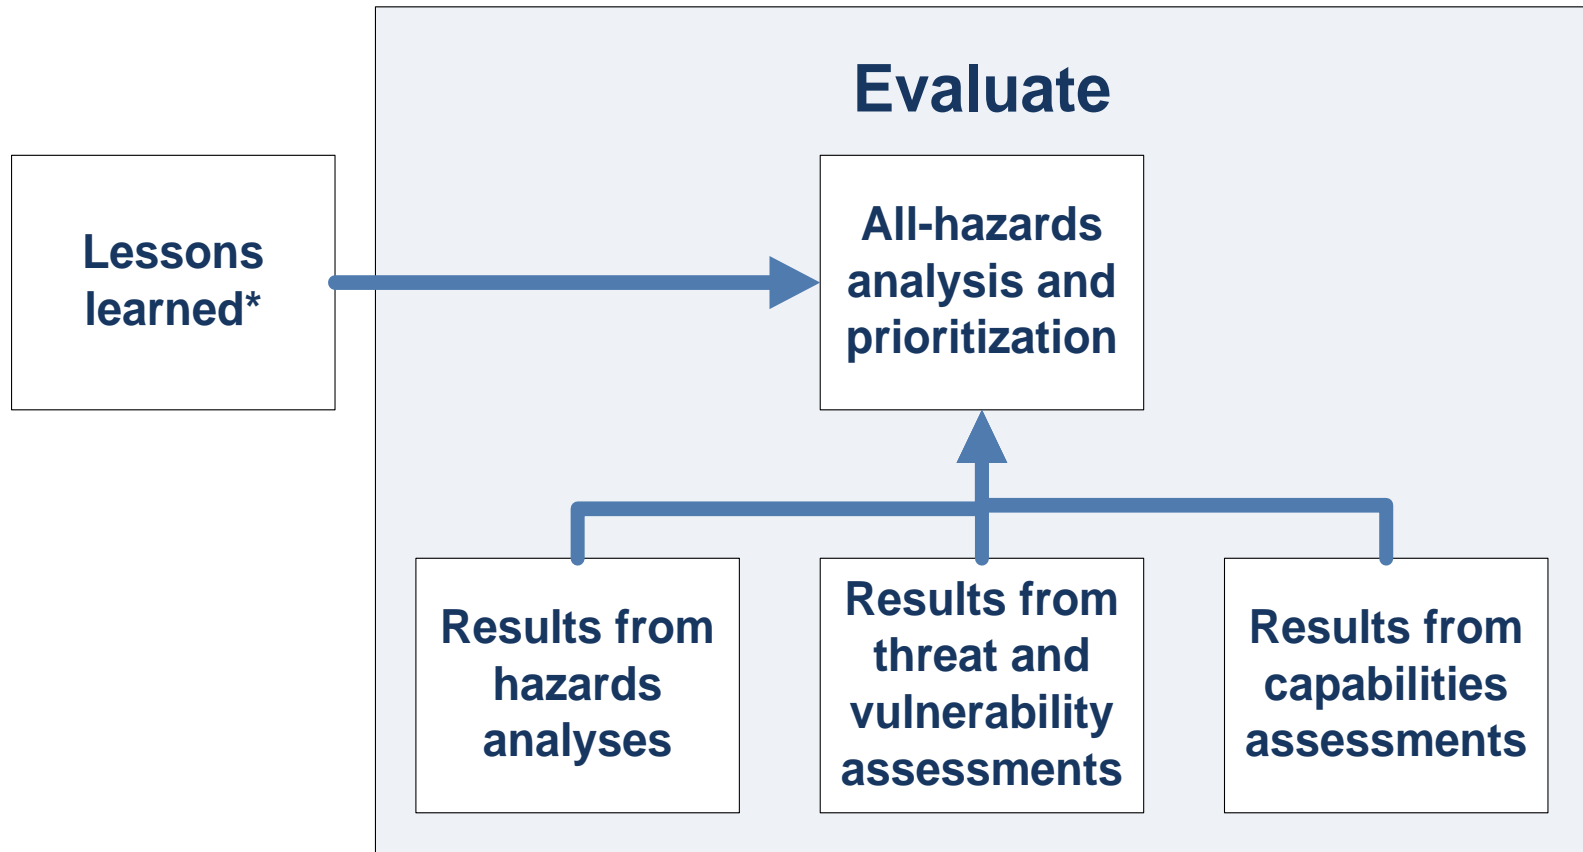 Evaluate
Lessons
learned*
All-hazards
analysis and
prioritization
Results from
hazards
analyses
Results from
threat and
vulnerability
assessments
Results from
capabilities
assessments